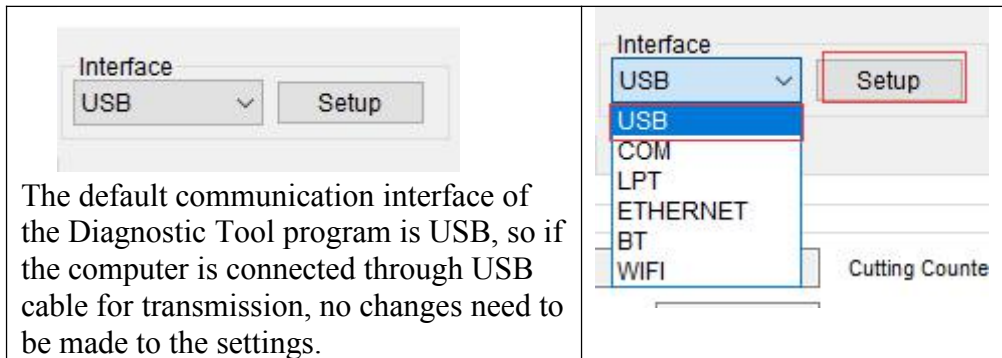 Interface
USB
Setup
The default communication interface of
the Diagnostic Tool program is USB, so if
the computer is connected through USB
cable for transmission, no changes need to
be made to the settings.
Interface
USB
Setup
USB
COM
LPT
ETHERNET
BT
WIFI
Cutting Counte